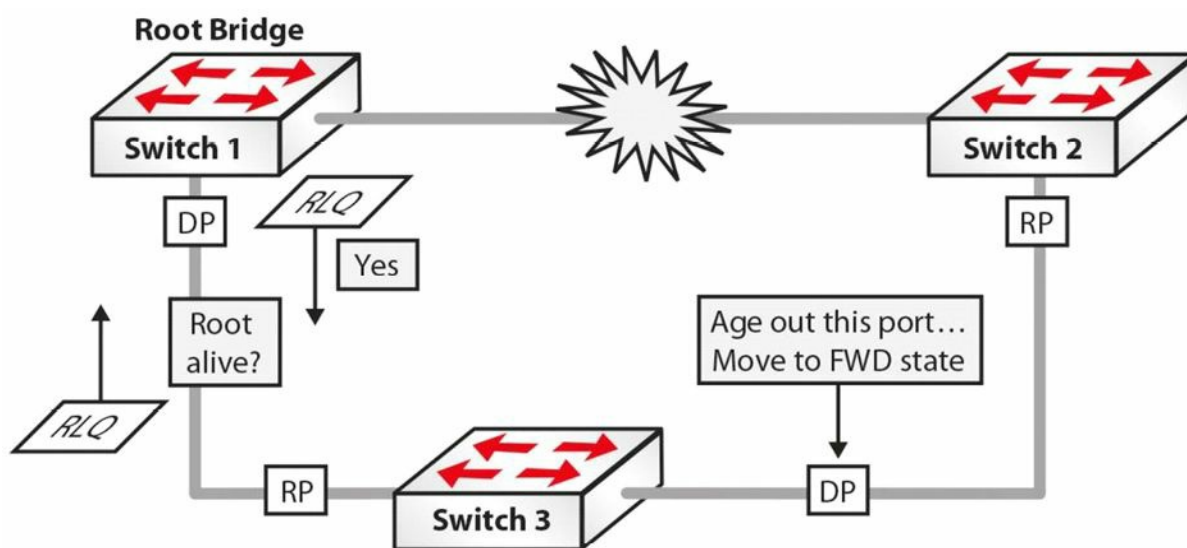 Root Bridge
Switch 1
Switch 2
DP
RLQ
Yes
RP
Root
alive?
Age out this port…
Move to FWD state
RLQ
RP
Switch 3
DP